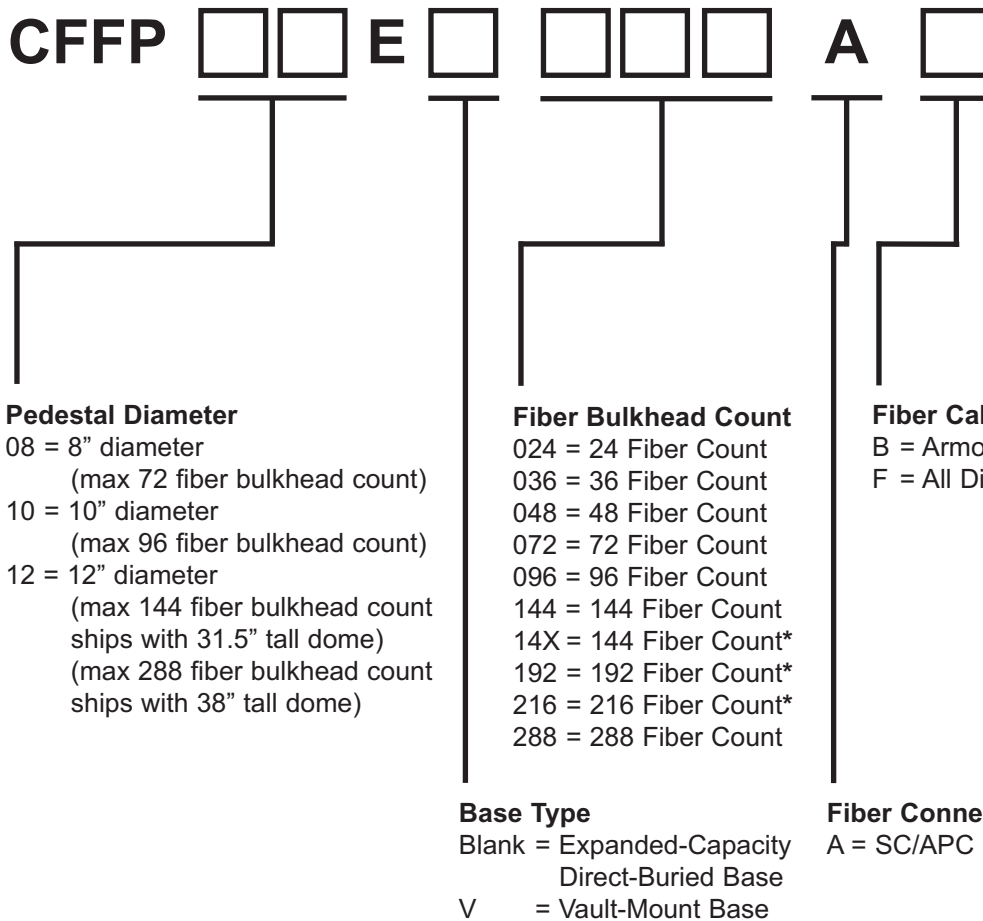 CFFP E A
Pedestal Diameter
08 = 8” diameter
(max 72 fiber bulkhead count)
10 = 10” diameter
(max 96 fiber bulkhead count)
12 = 12” diameter
(max 144 fiber bulkhead count
ships with 31.5” tall dome)
(max 288 fiber bulkhead count
ships with 38” tall dome)
Fiber Bulkhead Count
024 = 24 Fiber Count
036 = 36 Fiber Count
048 = 48 Fiber Count
072 = 72 Fiber Count
096 = 96 Fiber Count
144 = 144 Fiber Count
14X = 144 Fiber Count*
192 = 192 Fiber Count*
216 = 216 Fiber Count*
288 = 288 Fiber Count
Fiber
B =
F = All
Base Type
Blank = Expanded-Capacity
Direct-Buried Base
V = Vault-Mount Base
Fiber
A = SC/APC